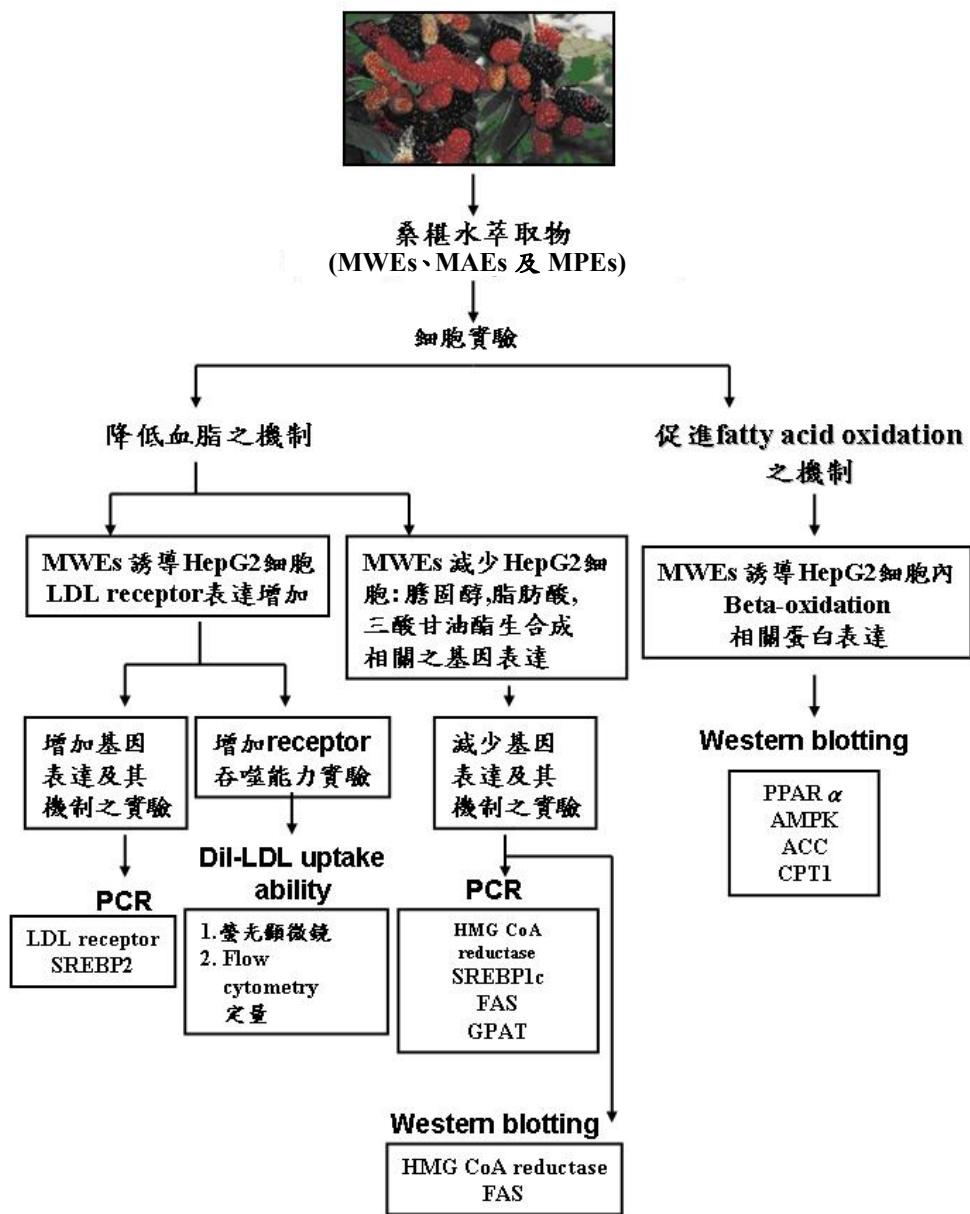 桑椹水萃取物
(MWEs、MAEs 及 MPEs)
細胞實驗
降低血脂之機制
促進fatty acid oxidation
之機制
MWEs 誘導HepG2細胞
LDL receptor表達增加
MWEs 減少HepG2細
胞:膽固醇,脂肪酸,
三酸甘油酯生合成
相關之基因表達
MWEs 誘導HepG2細胞內
Beta-oxidation
相關蛋白表達
增加基因
表達及其
機制之實驗
增加receptor
吞噬能力實驗
減少基因
表達及其
機制之實驗
Western blotting
PPAR α
AMPK
ACC
CPT1
PCR
LDL receptor
SREBP2
Dil-LDL uptake
ability
1.螢光顯微鏡
2. Flow
cytometry
定量
PCR
HMG CoA
reductase
SREBP1c
FAS
GPAT
Western blotting
HMG CoA reductase
FAS